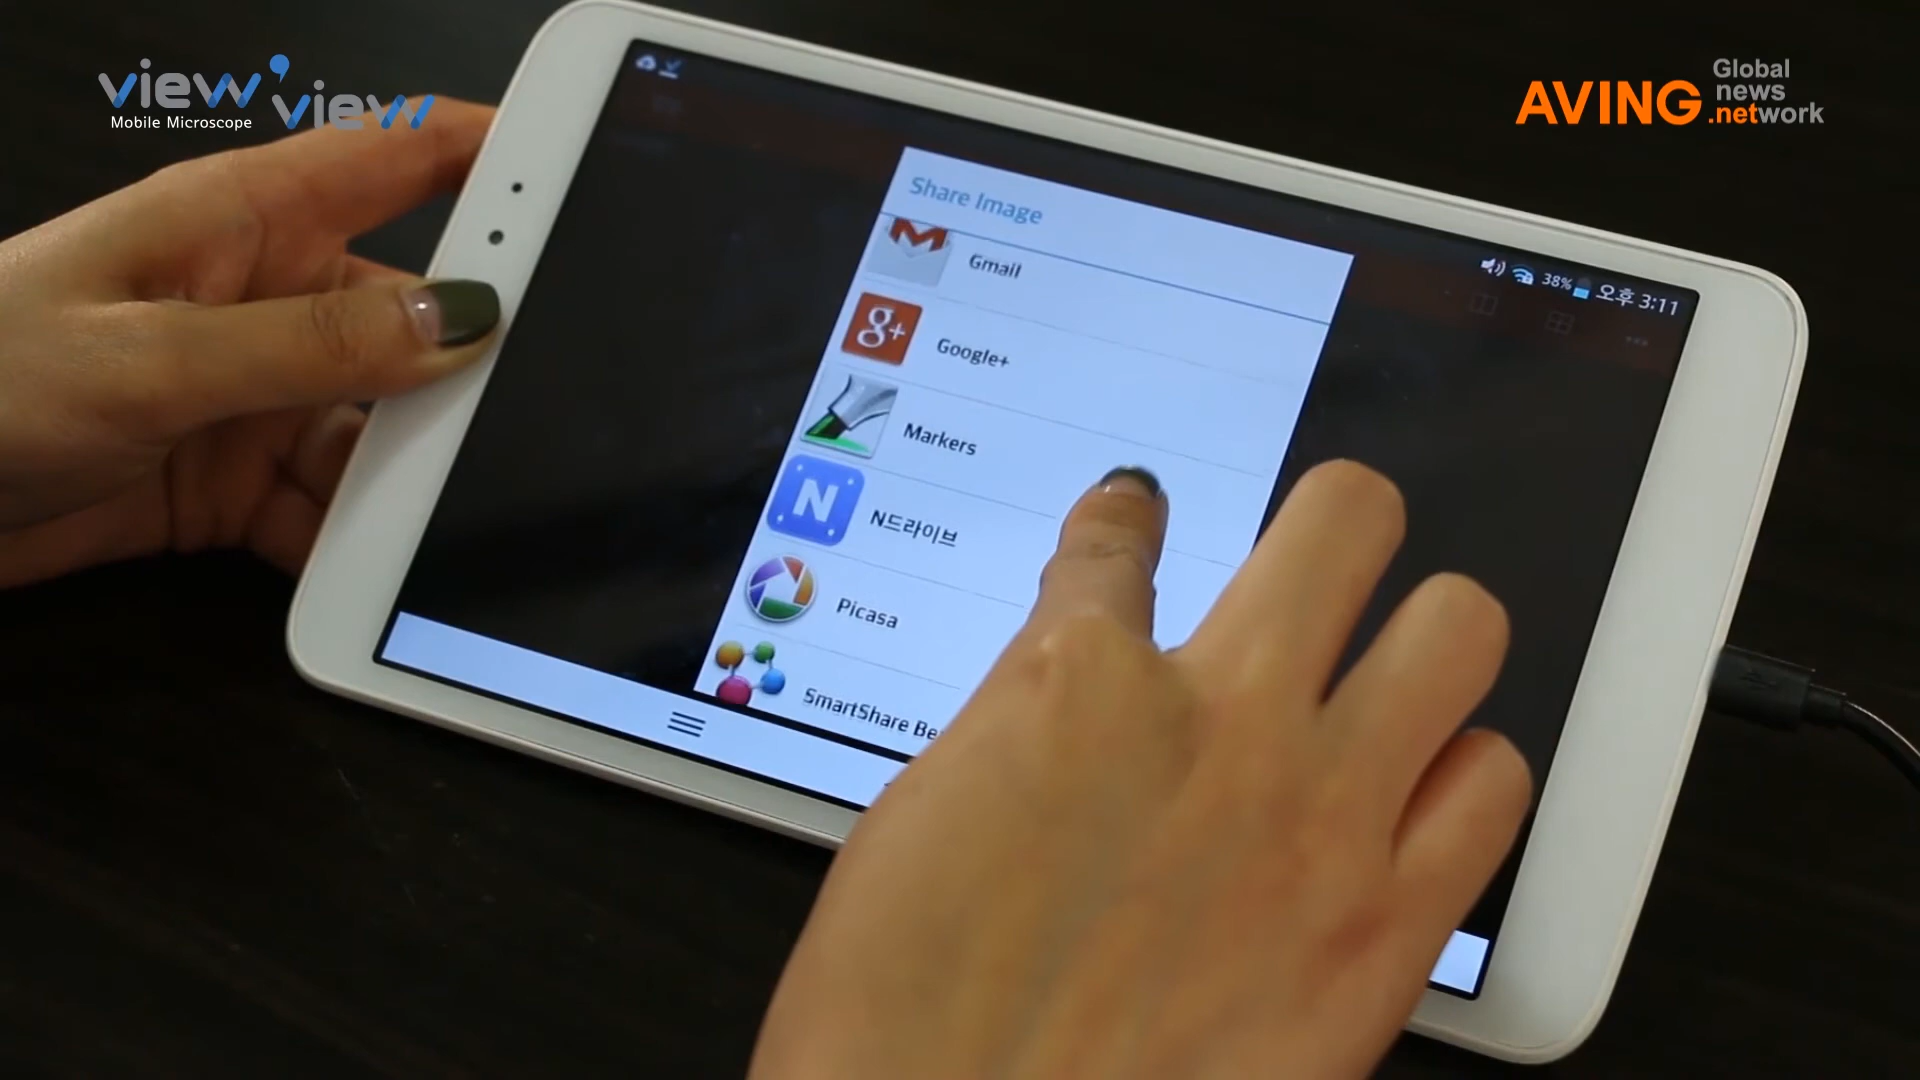 view view
Mobile Microscope
AVING Global news .network
38% 오후 3:11
Share Image
Gmail
Google+
Markers
N드라이브
Picasa
SmartShare